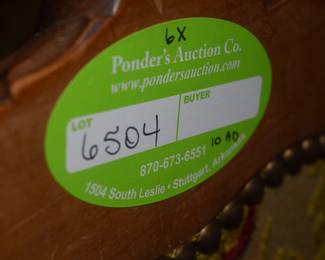 6X
Ponder's Auction Co.
www.pondersauction.com
LOT
BUYER
6504
10 AD
870-673-6551
1504 South Leslie • Stuttgart, Arkansas